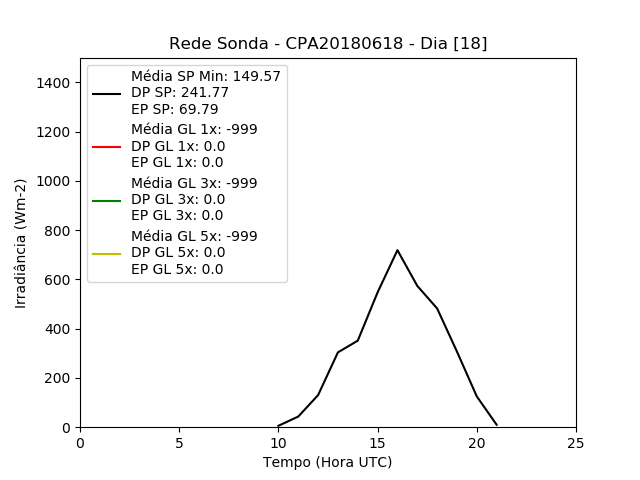 Rede Sonda - CPA20180618 - Dia [18]
Média SP Min: 149.57
DP SP: 241.77
EP SP: 69.79
Média GL 1x: -999
DP GL 1x: 0.0
EP GL 1x: 0.0
Média GL 3x: -999
DP GL 3x: 0.0
EP GL 3x: 0.0
Média GL 5x: -999
DP GL 5x: 0.0
EP GL 5x: 0.0
Irradiância (Wm-2)
1400
1200
1000
800
600
400
200
0
0 5 10 15 20 25
Tempo (Hora UTC)